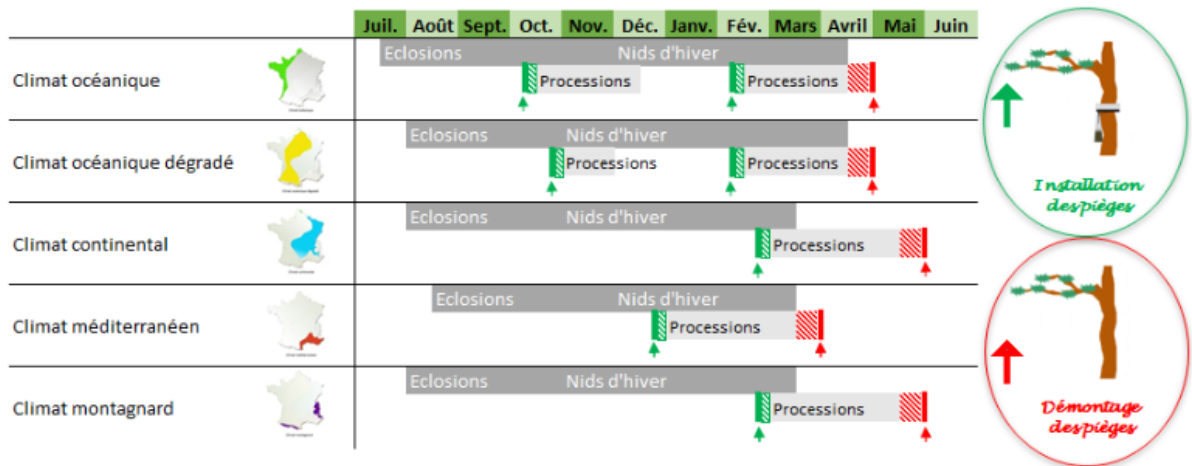 Juil. Août Sept. Oct. Nov. Déc. Janv. Fév. Mars Avril Mai Juin
Eclosions Nids d'hiver
Climat océanique
Processions Processions
Eclosions Nids d'hiver
Climat océanique dégradé
Processions Processions
Eclosions Nids d'hiver
Climat continental
Processions
Eclosions Nids d'hiver
Climat méditerranéen
Processions
Eclosions Nids d'hiver
Climat montagnard
Processions
Installation
des pièges
Démontage
des pièges